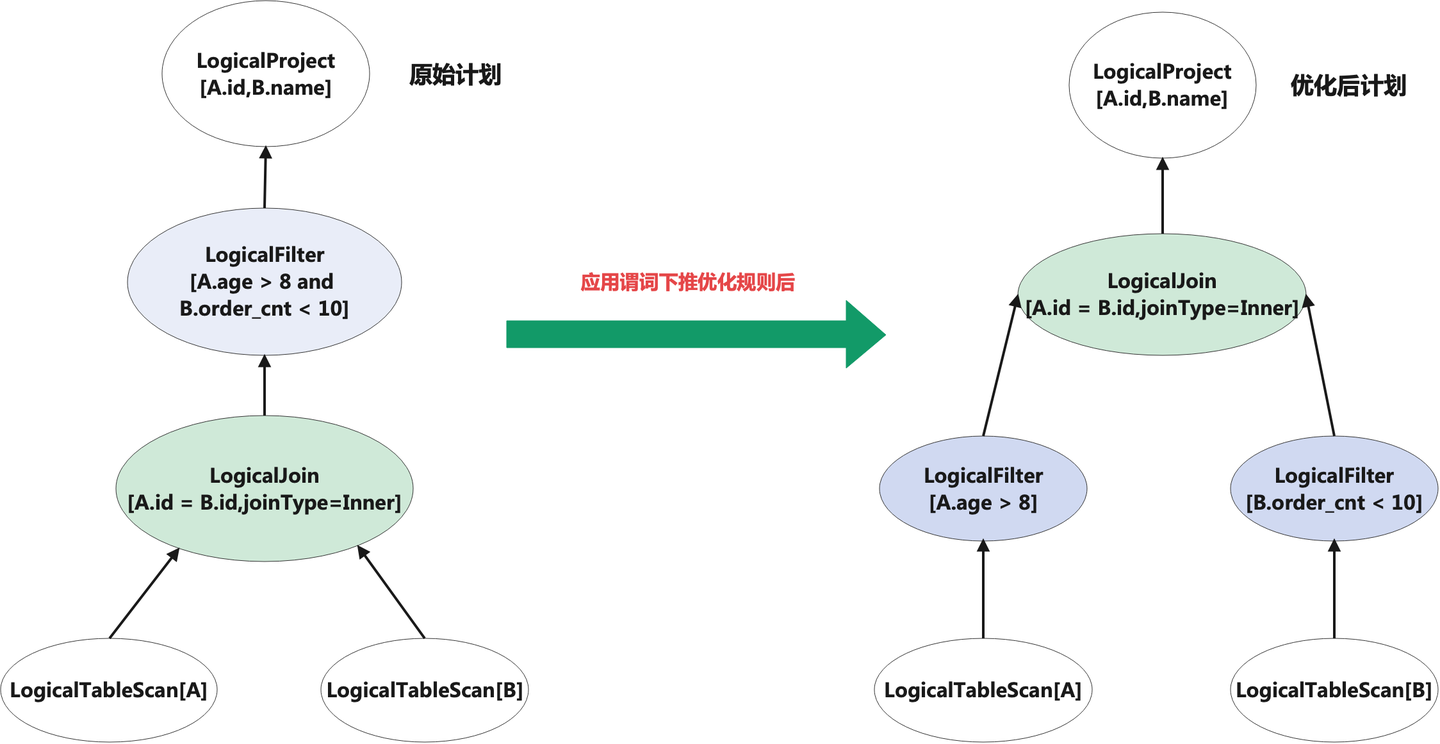 LogicalProject
[A.id,B.name]
原始计划
LogicalFilter
[A.age > 8 and
B.order_cnt < 10]
LogicalJoin
[A.id = B.id,joinType=Inner]
LogicalTableScan[A]
LogicalTableScan[B]
应用谓词下推优化规则后
LogicalProject
[A.id,B.name]
优化后计划
LogicalJoin
[A.id = B.id,joinType=Inner]
LogicalFilter
[A.age > 8]
LogicalFilter
[B.order_cnt < 10]
LogicalTableScan[A]
LogicalTableScan[B]